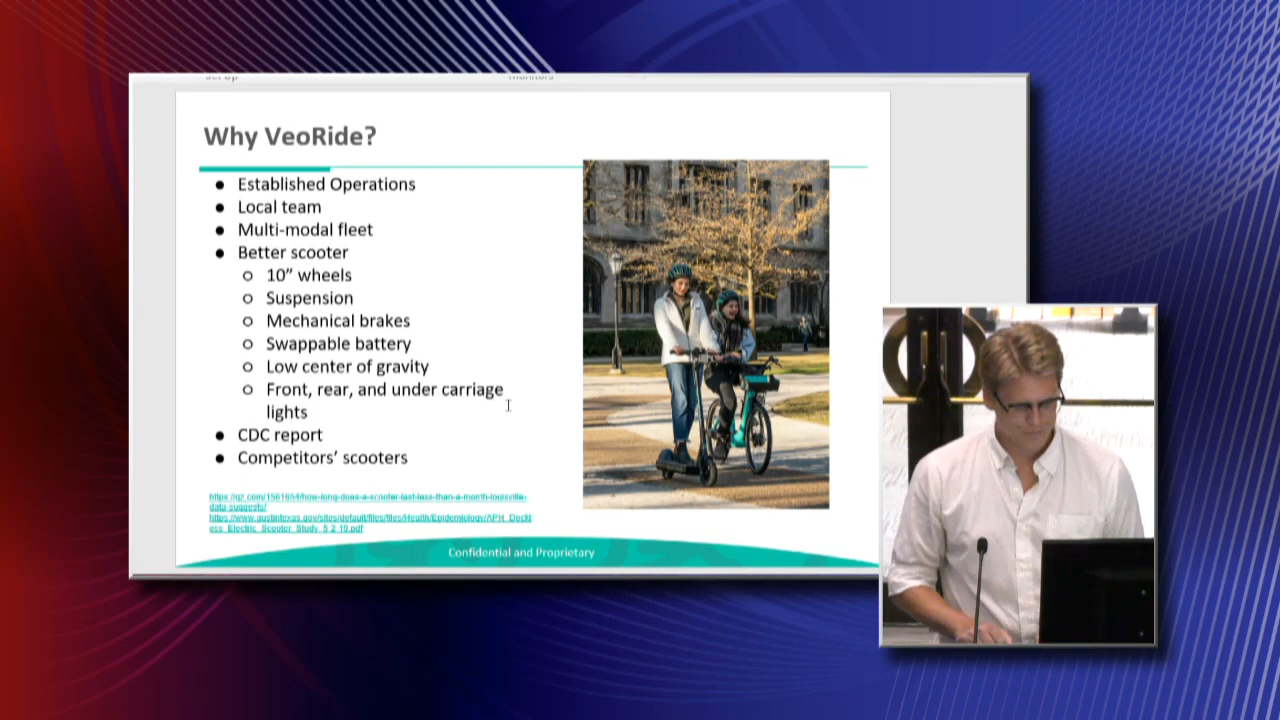 Why VeoRide?
● Established Operations
● Local team
● Multi-modal fleet
● Better scooter
○ 10” wheels
○ Suspension
○ Mechanical brakes
○ Swappable battery
○ Low center of gravity
○ Front, rear, and under carriage
lights
● CDC report
● Competitors’ scooters
https://qz.com/1561654/how-long-does-a-scooter-last-less-than-a-month-louisville-
data-suggests/
https://www.austintexas.gov/sites/default/files/files/Health/Epidemiology/APH_Dockl
ess_Electric_Scooter_Study_5_2_19.pdf
Confidential and Proprietary